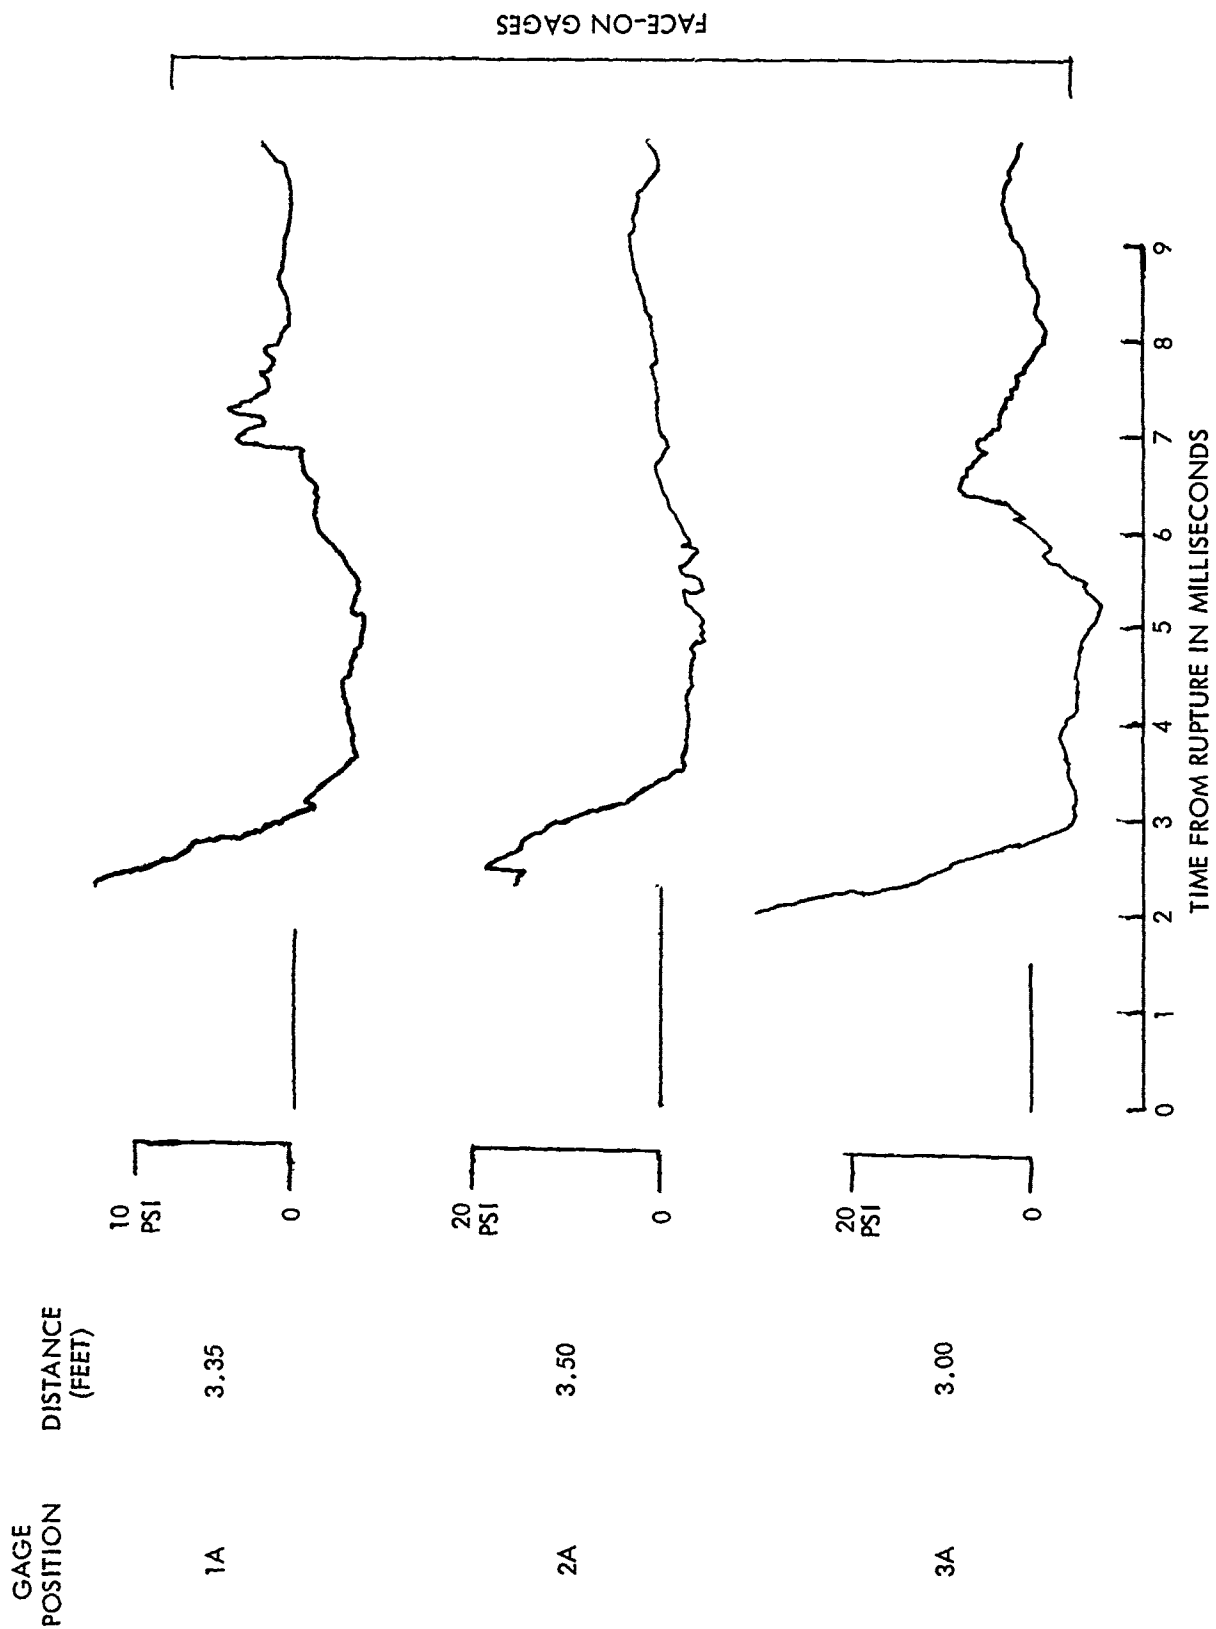 GAGE
POSITION
DISTANCE
(FEET)
1A
3.35
10
PSI
0
2A
3.50
20
PSI
0
3A
3.00
20
PSI
0
0 1 2 3 4 5 6 7 8 9
TIME FROM RUPTURE IN MILLISECONDS
FACE-ON GAGES